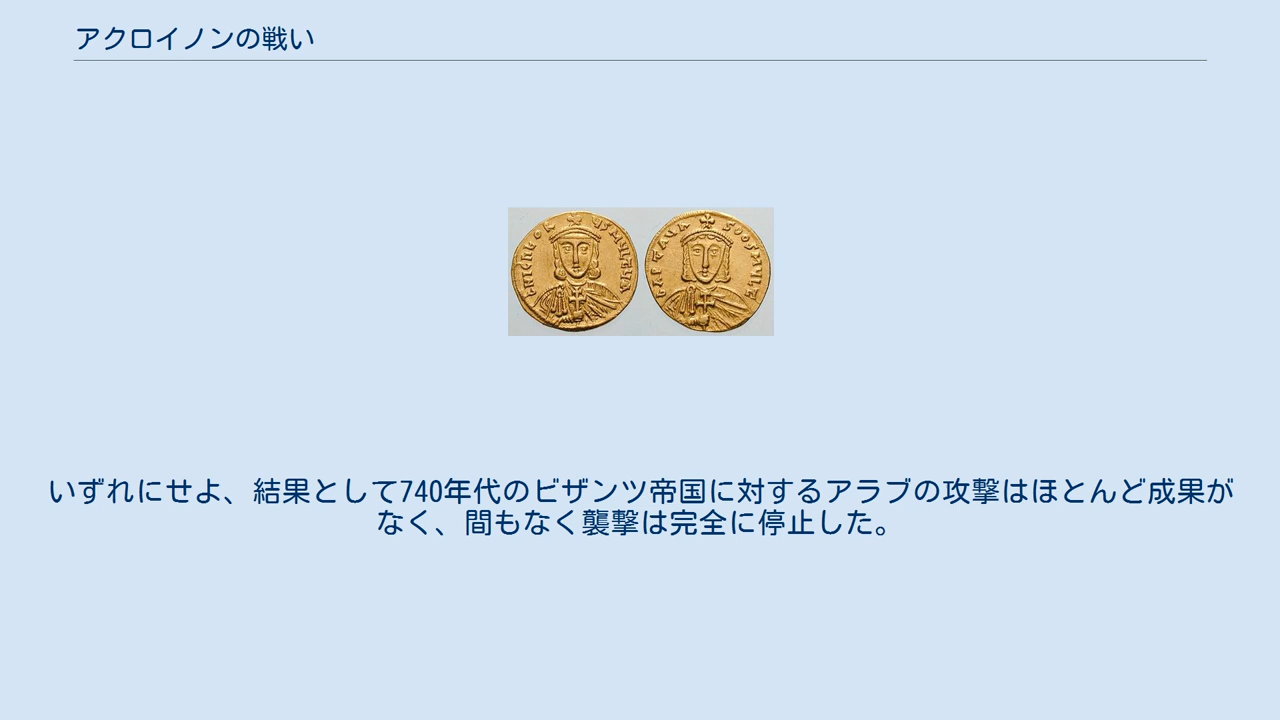 アクロイノンの戦い
いずれにせよ、結果として740年代のビザンツ帝国に対するアラブの攻撃はほとんど成果が
なく、間もなく襲撃は完全に停止した。